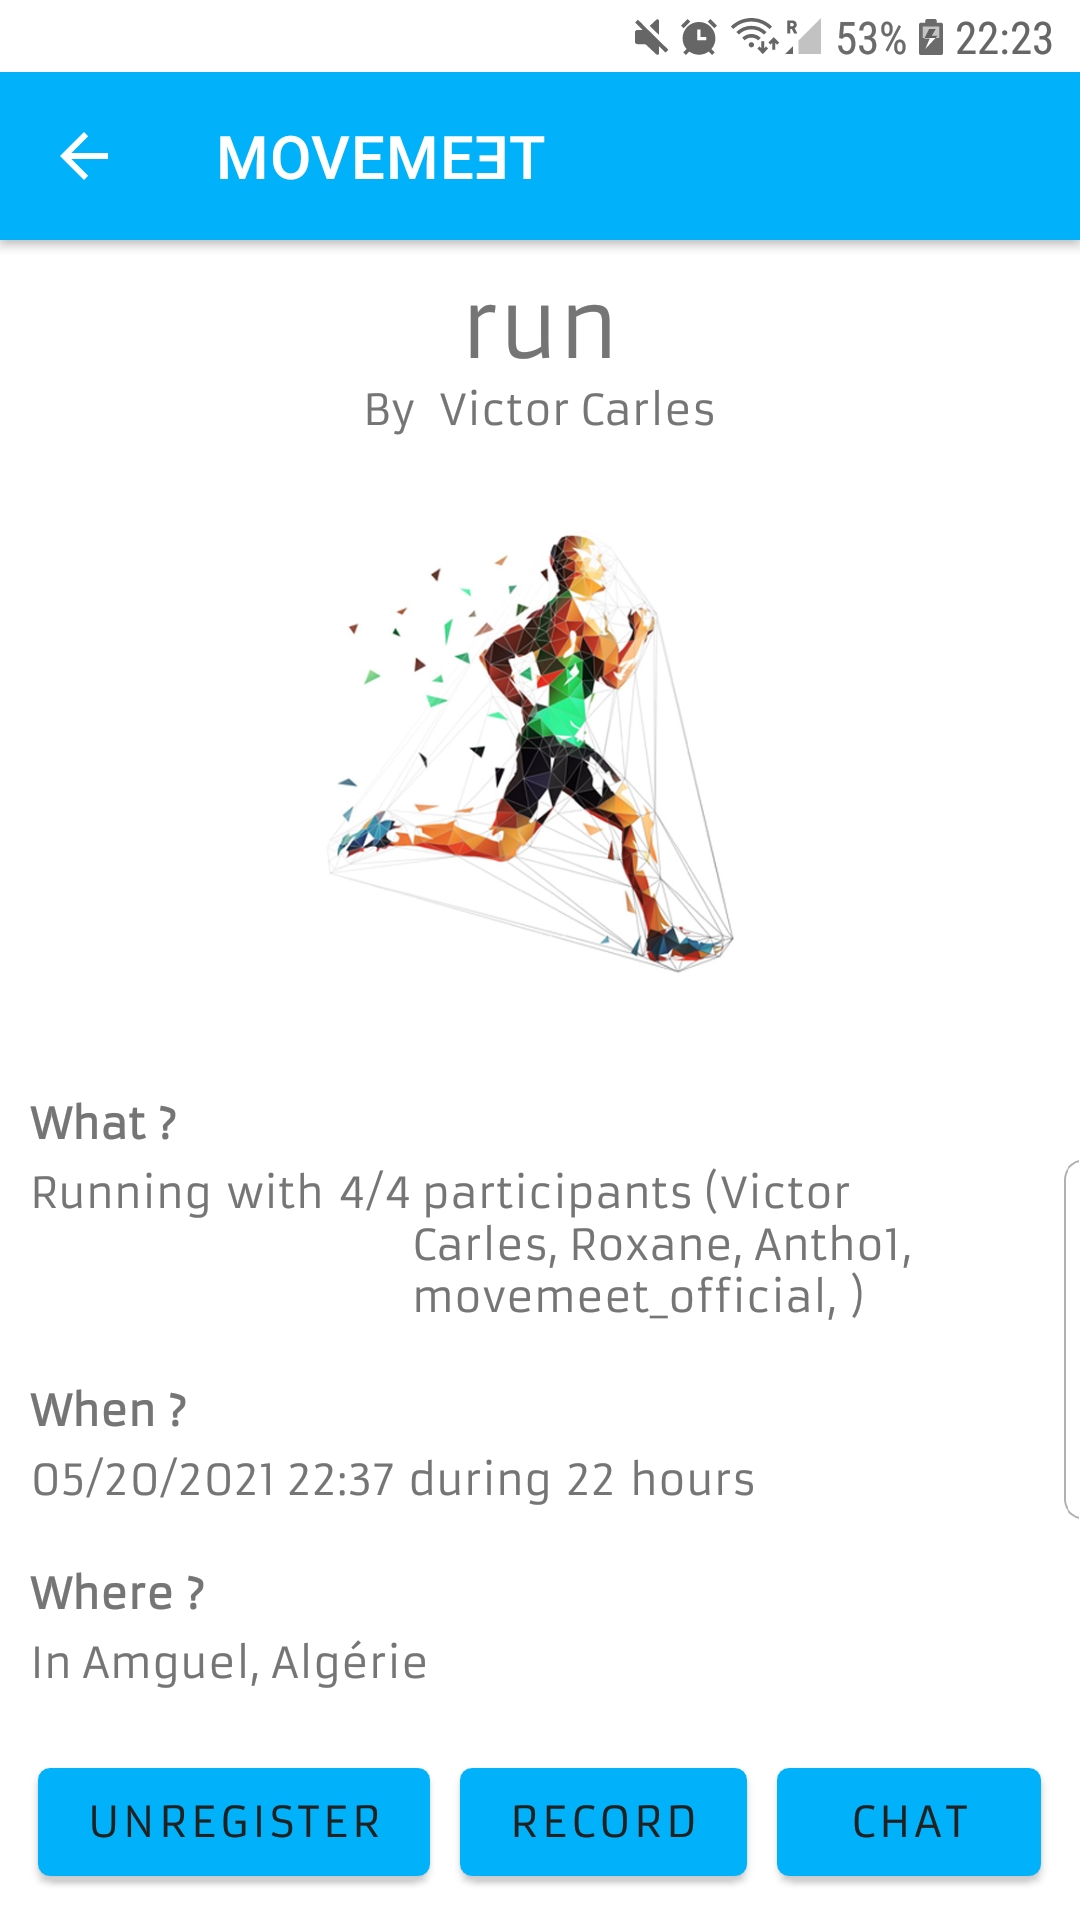 R 53% 22:23
MOVEMEƎT
run
By Victor Carles
What ?
Running with 4/4 participants (Victor
Carles, Roxane, Antho1,
movemeet_official, )
When ?
05/20/2021 22:37 during 22 hours
Where ?
In Amguel, Algérie
UNREGISTER RECORD CHAT